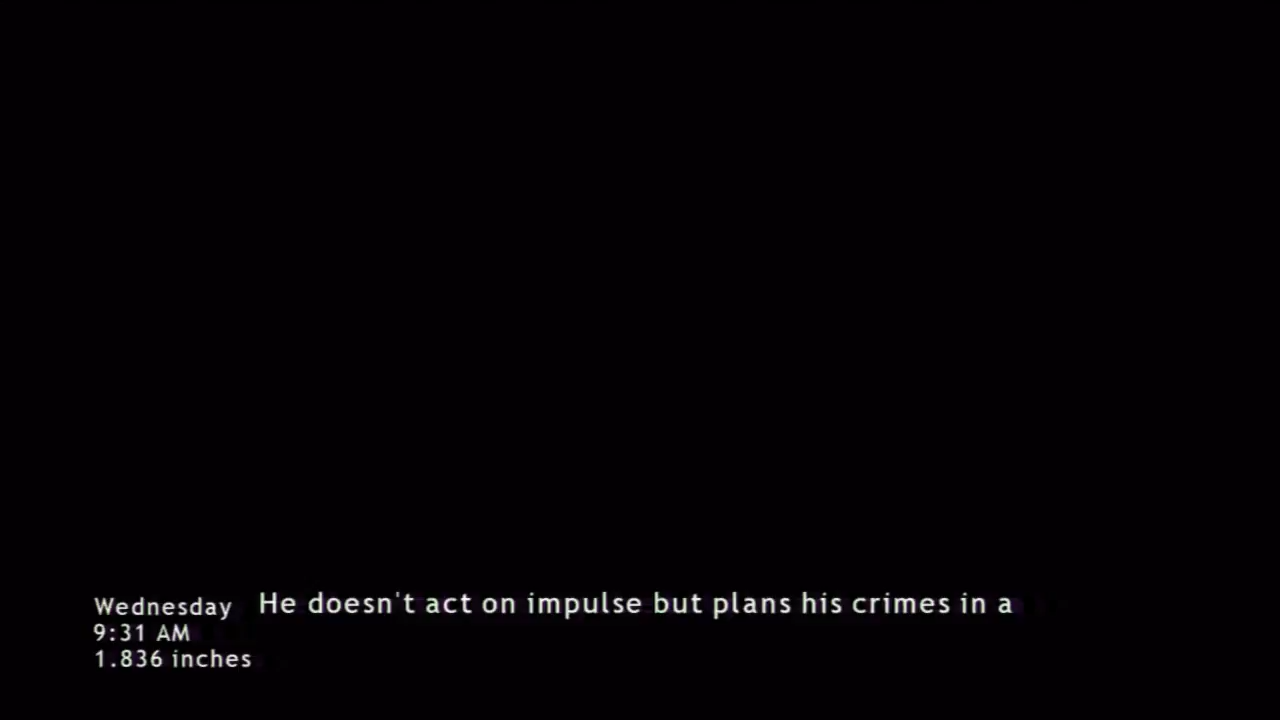 Wednesday
9:31 AM
1.836 inches
He doesn't act on impulse but plans his crimes in a